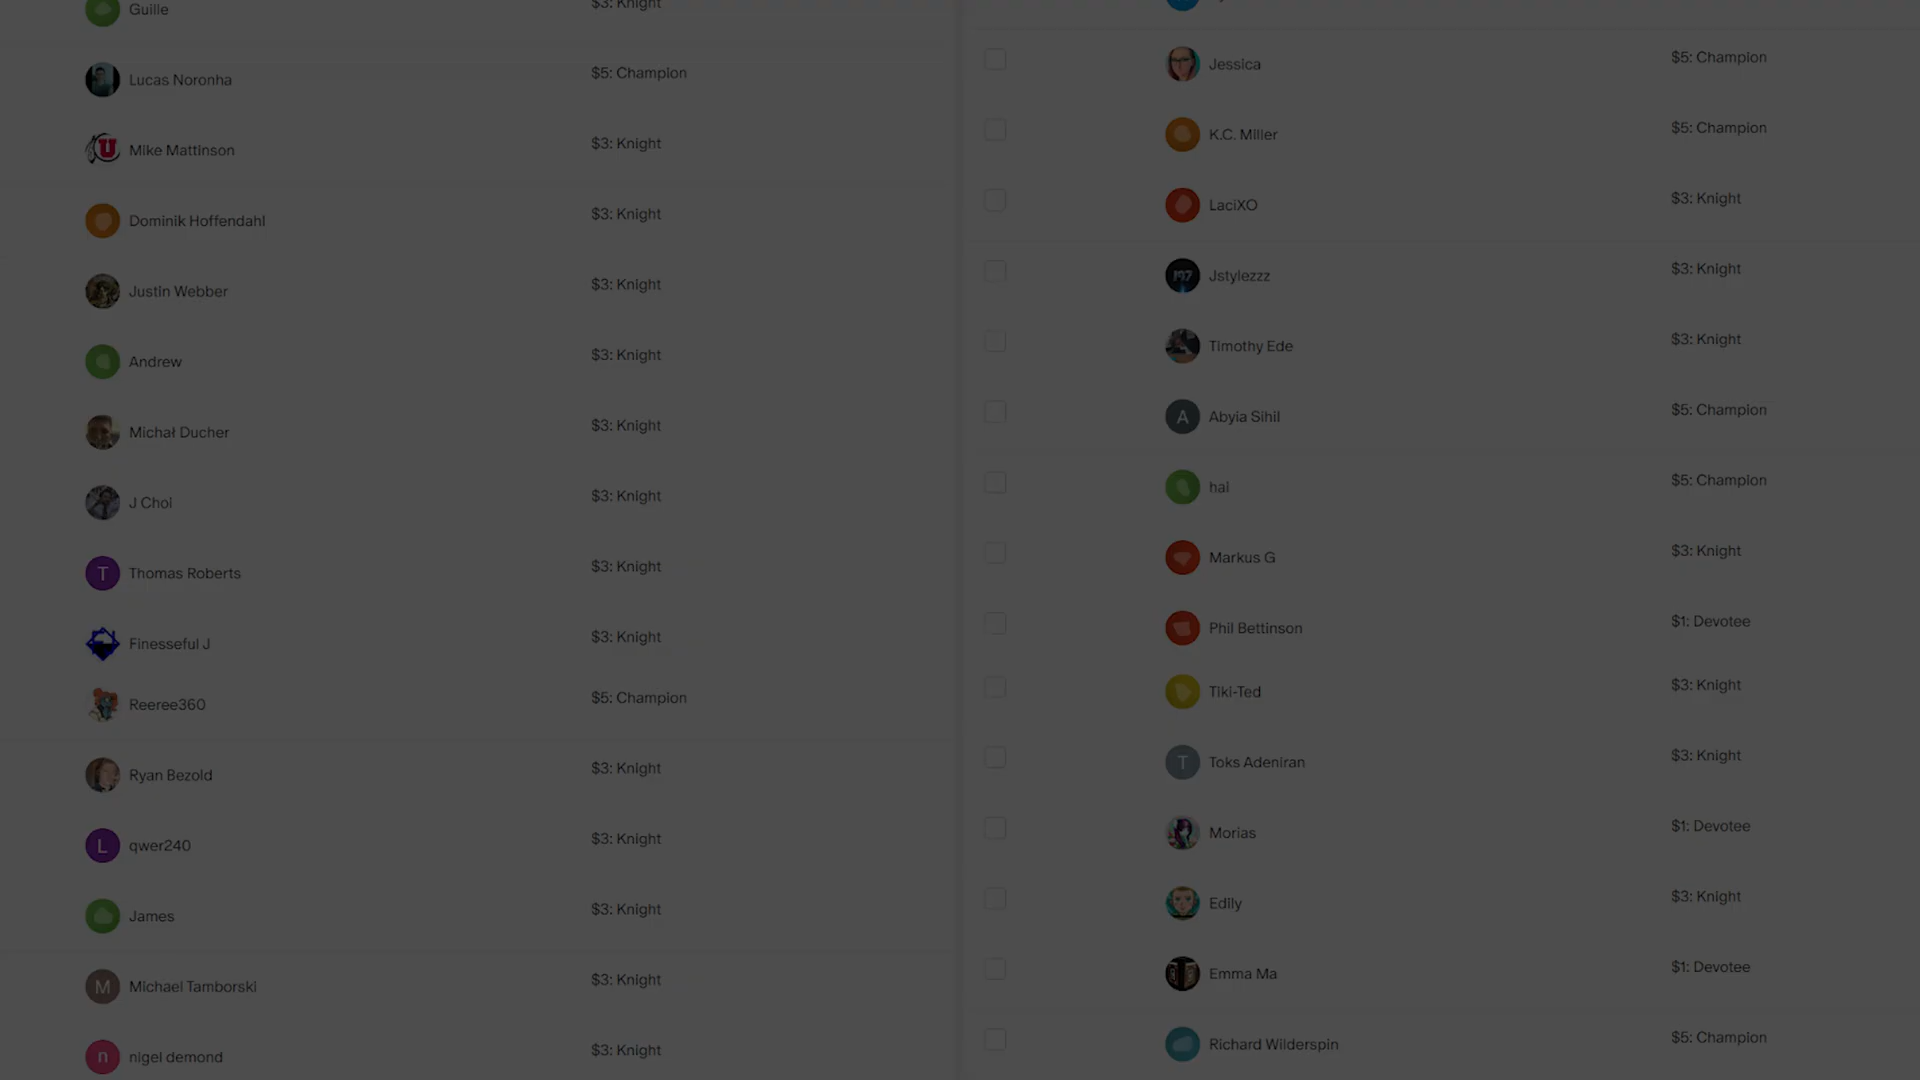 Guille
$3: Knight
Lucas Noronha
$5: Champion
Mike Mattinson
$3: Knight
Dominik Hoffendahl
$3: Knight
Justin Webber
$3: Knight
Andrew
$3: Knight
Michał Ducher
$3: Knight
J Choi
$3: Knight
T
Thomas Roberts
$3: Knight
Finesseful J
$3: Knight
Reeree360
$5: Champion
Ryan Bezold
$3: Knight
L
qwer240
$3: Knight
James
$3: Knight
M
Michael Tamborski
$3: Knight
n
nigel demond
$3: Knight
Jessica
$5: Champion
K.C. Miller
$5: Champion
LaciXO
$3: Knight
Jstylezzz
$3: Knight
Timothy Ede
$3: Knight
A
Abyia Sihil
$5: Champion
hai
$5: Champion
Markus G
$3: Knight
Phil Bettinson
$1: Devotee
Tiki-Ted
$3: Knight
T
Toks Adeniran
$3: Knight
Morias
$1: Devotee
Edily
$3: Knight
Emma Ma
$1: Devotee
Richard Wilderspin
$5: Champion